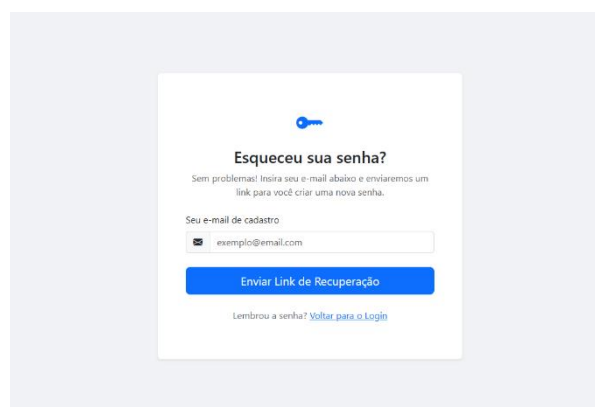 Esqueceu sua senha?
Sem problemas! Insira seu e-mail abaixo e enviaremos um
link para você criar uma nova senha.
Seu e-mail de cadastro
exemplo@email.com
Enviar Link de Recuperação
Lembrou a senha? Voltar para o Login